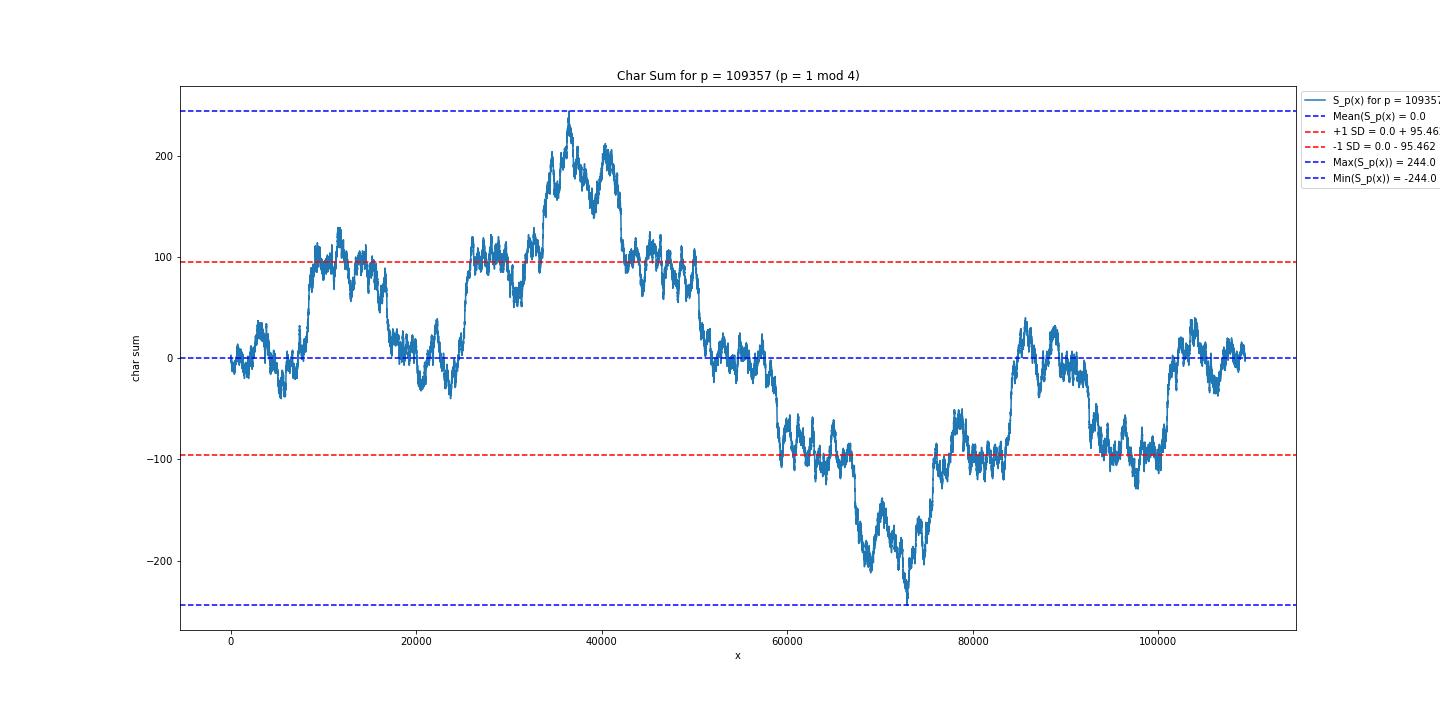 Char Sum for p = 109357 (p = 1 mod 4)
S_p(x) for p = 109357
Mean(S_p(x) = 0.0
+1 SD = 0.0 + 95.46
-1 SD = 0.0 - 95.462
Max(S_p(x)) = 244.0
Min(S_p(x)) = -244.0
200
100
0
−100
−200
char sum
0
20000
40000
60000
80000
100000
x